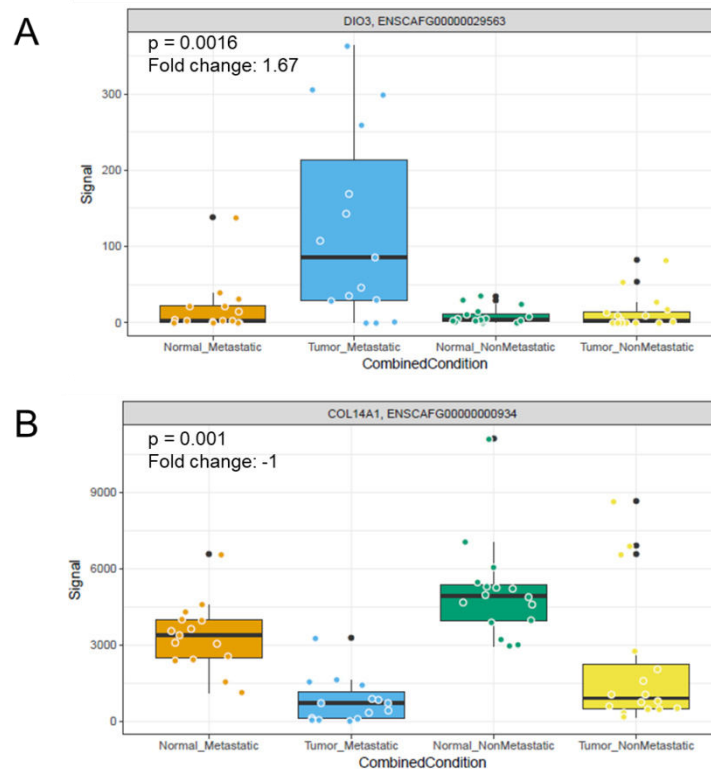 A
DIO3, ENSCAFG00000029563
p = 0.0016
Fold change: 1.67
300
200
100
0
Signal
Normal_Metastatic Tumor_Metastatic Normal_NonMetastatic Tumor_NonMetastatic
CombinedCondition
B
COL14A1, ENSCAFG00000000934
p = 0.001
Fold change: -1
9000
6000
3000
0
Signal
Normal_Metastatic Tumor_Metastatic Normal_NonMetastatic Tumor_NonMetastatic
CombinedCondition